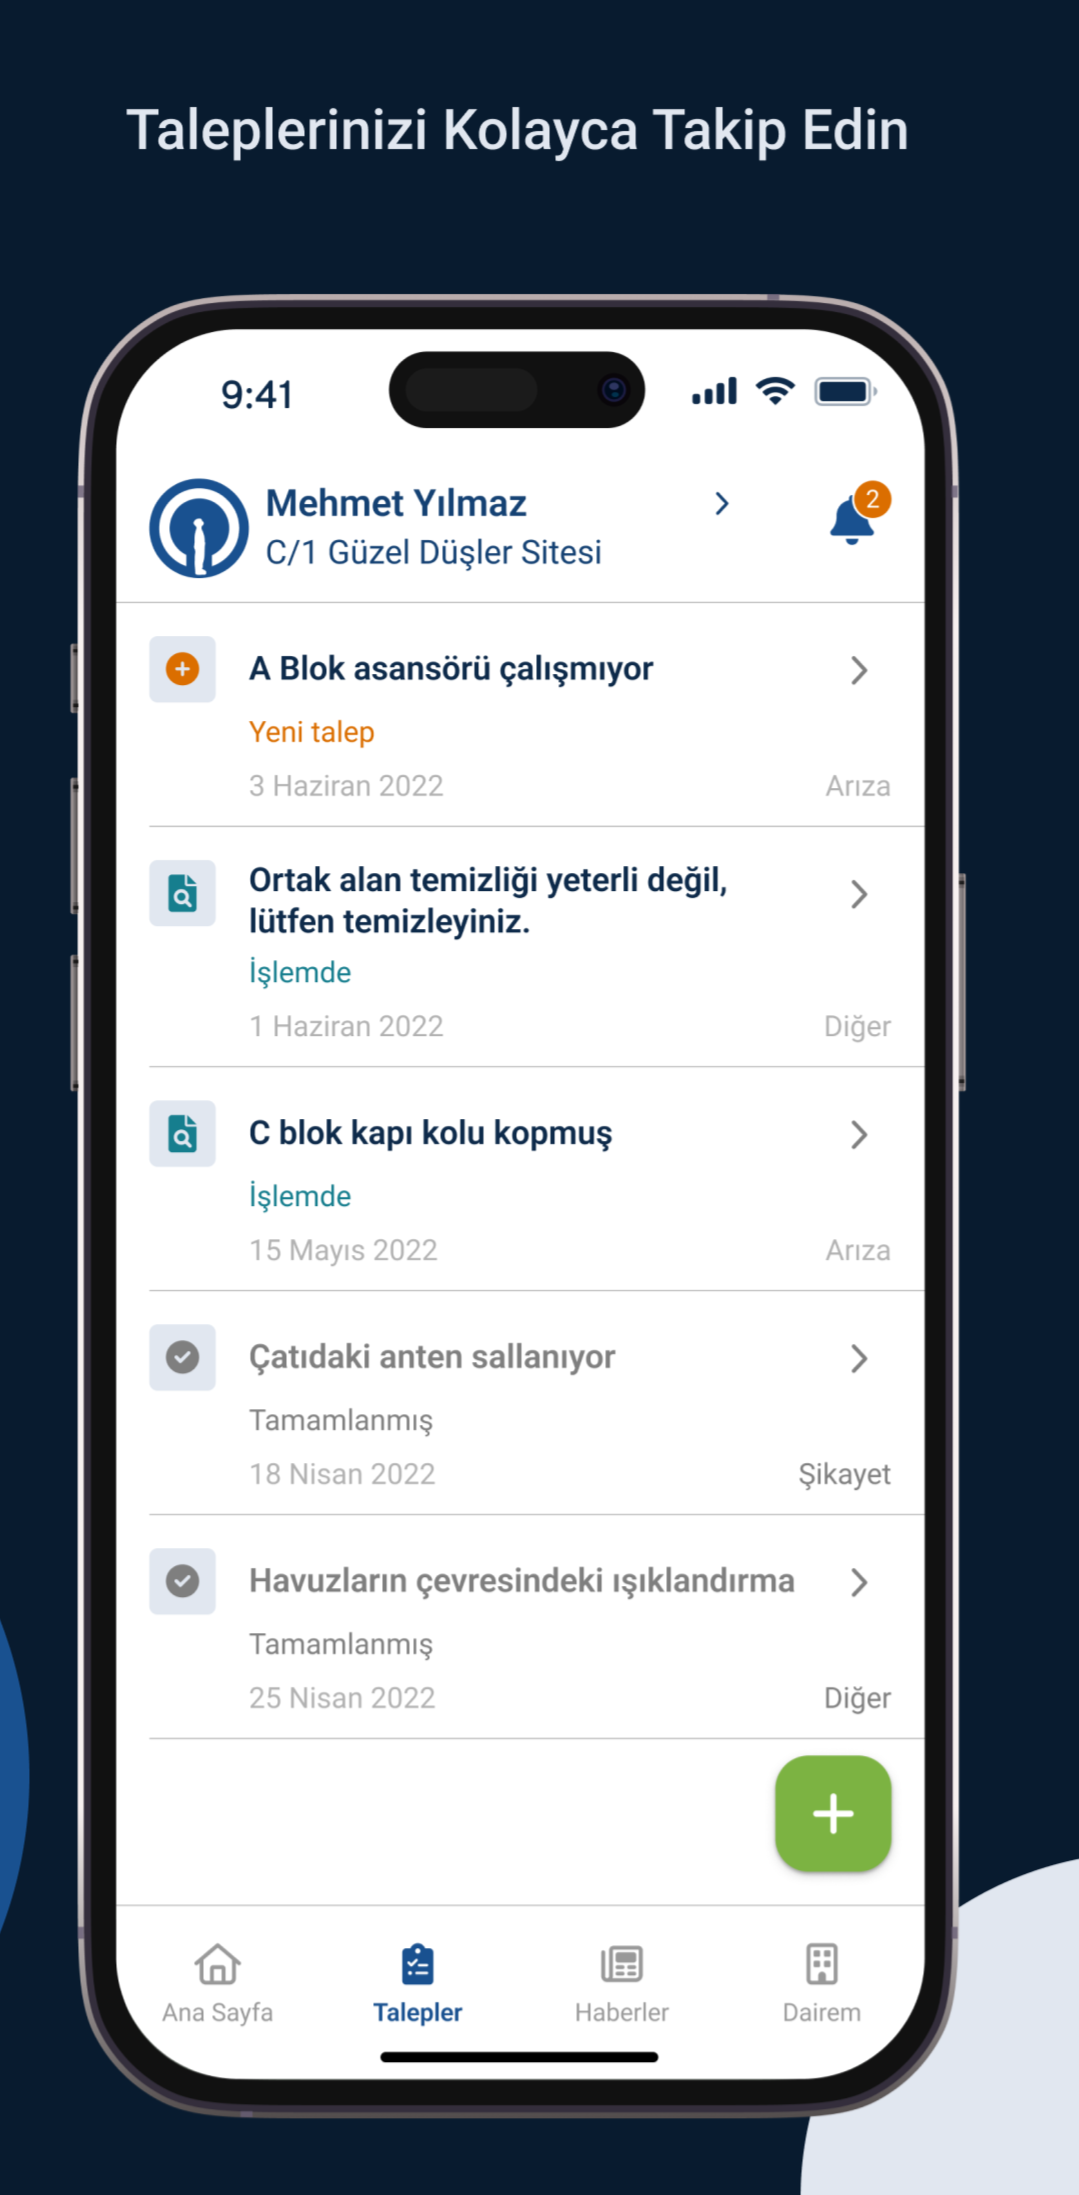 Taleplerinizi Kolayca Takip Edin
9:41
Mehmet Yılmaz
2
C/1 Güzel Düşler Sitesi
A Blok asansörü çalışmıyor
Yeni talep
3 Haziran 2022
Arıza
Ortak alan temizliği yeterli değil,
lütfen temizleyiniz.
İşlemde
1 Haziran 2022
Diğer
C blok kapı kolu kopmuş
İşlemde
15 Mayıs 2022
Arıza
Çatıdaki anten sallanıyor
Tamamlanmış
18 Nisan 2022
Şikayet
Havuzların çevresindeki ışıklandırma
Tamamlanmış
25 Nisan 2022
Diğer
Ana Sayfa
Talepler
Haberler
Dairem